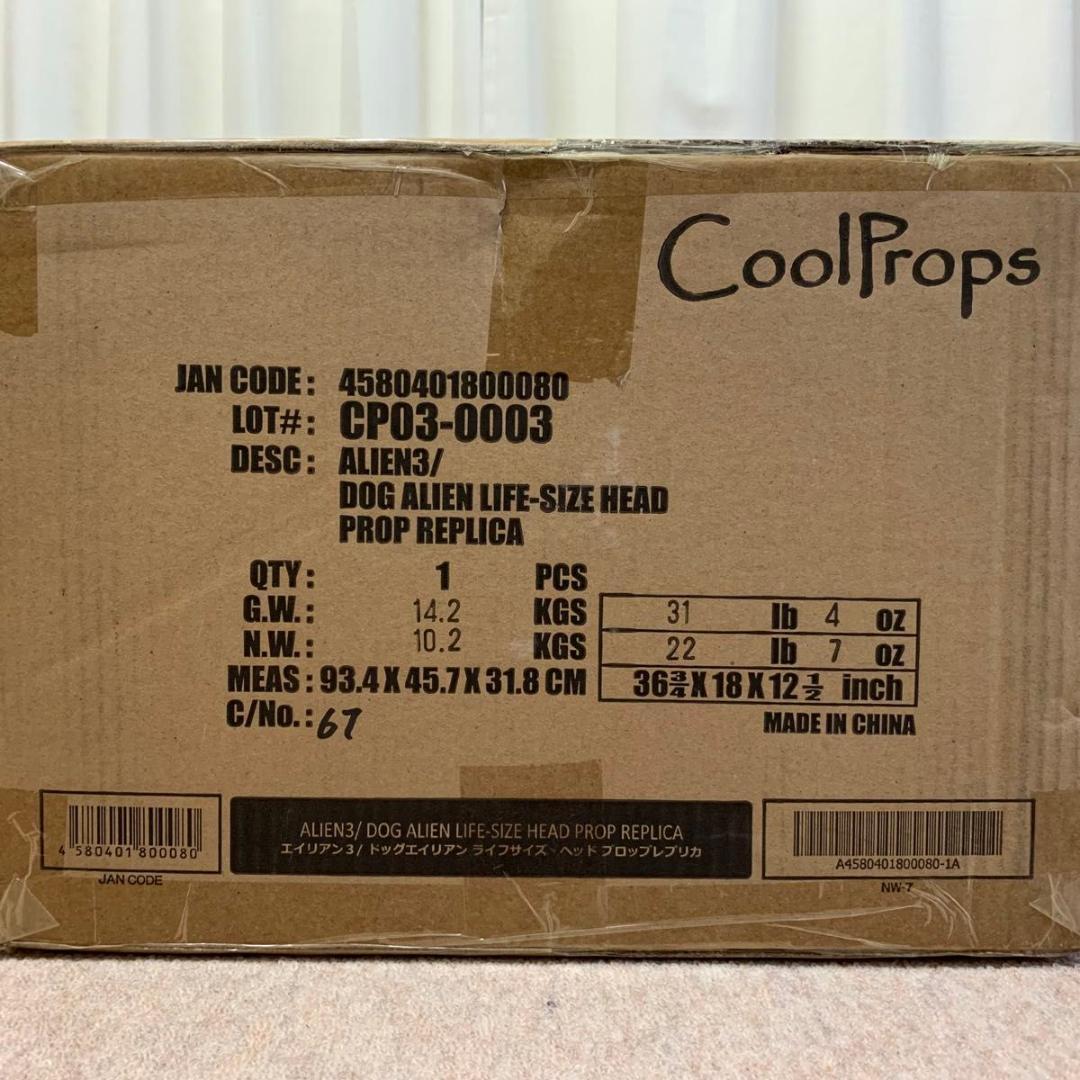 CoolProps
JAN CODE: 4580401800080
LOT#: CP03-0003
DESC: ALIEN3/
DOG ALIEN LIFE-SIZE HEAD
PROP REPLICA
QTY: 1 PCS
G.W.: 14.2 KGS 31 lb 4 oz
N.W.: 10.2 KGS 22 lb 7 oz
MEAS: 93.4 X 45.7 X 31.8 CM 36 3/4 X 18 X 12 1/2 inch
C/No.: 67
MADE IN CHINA
4 580401 800080
JAN CODE
ALIEN3/ DOG ALIEN LIFE-SIZE HEAD PROP REPLICA
エイリアン3/ ドッグエイリアン ライフサイズ・ヘッド プロップレプリカ
A4580401800080-1A
NW-7